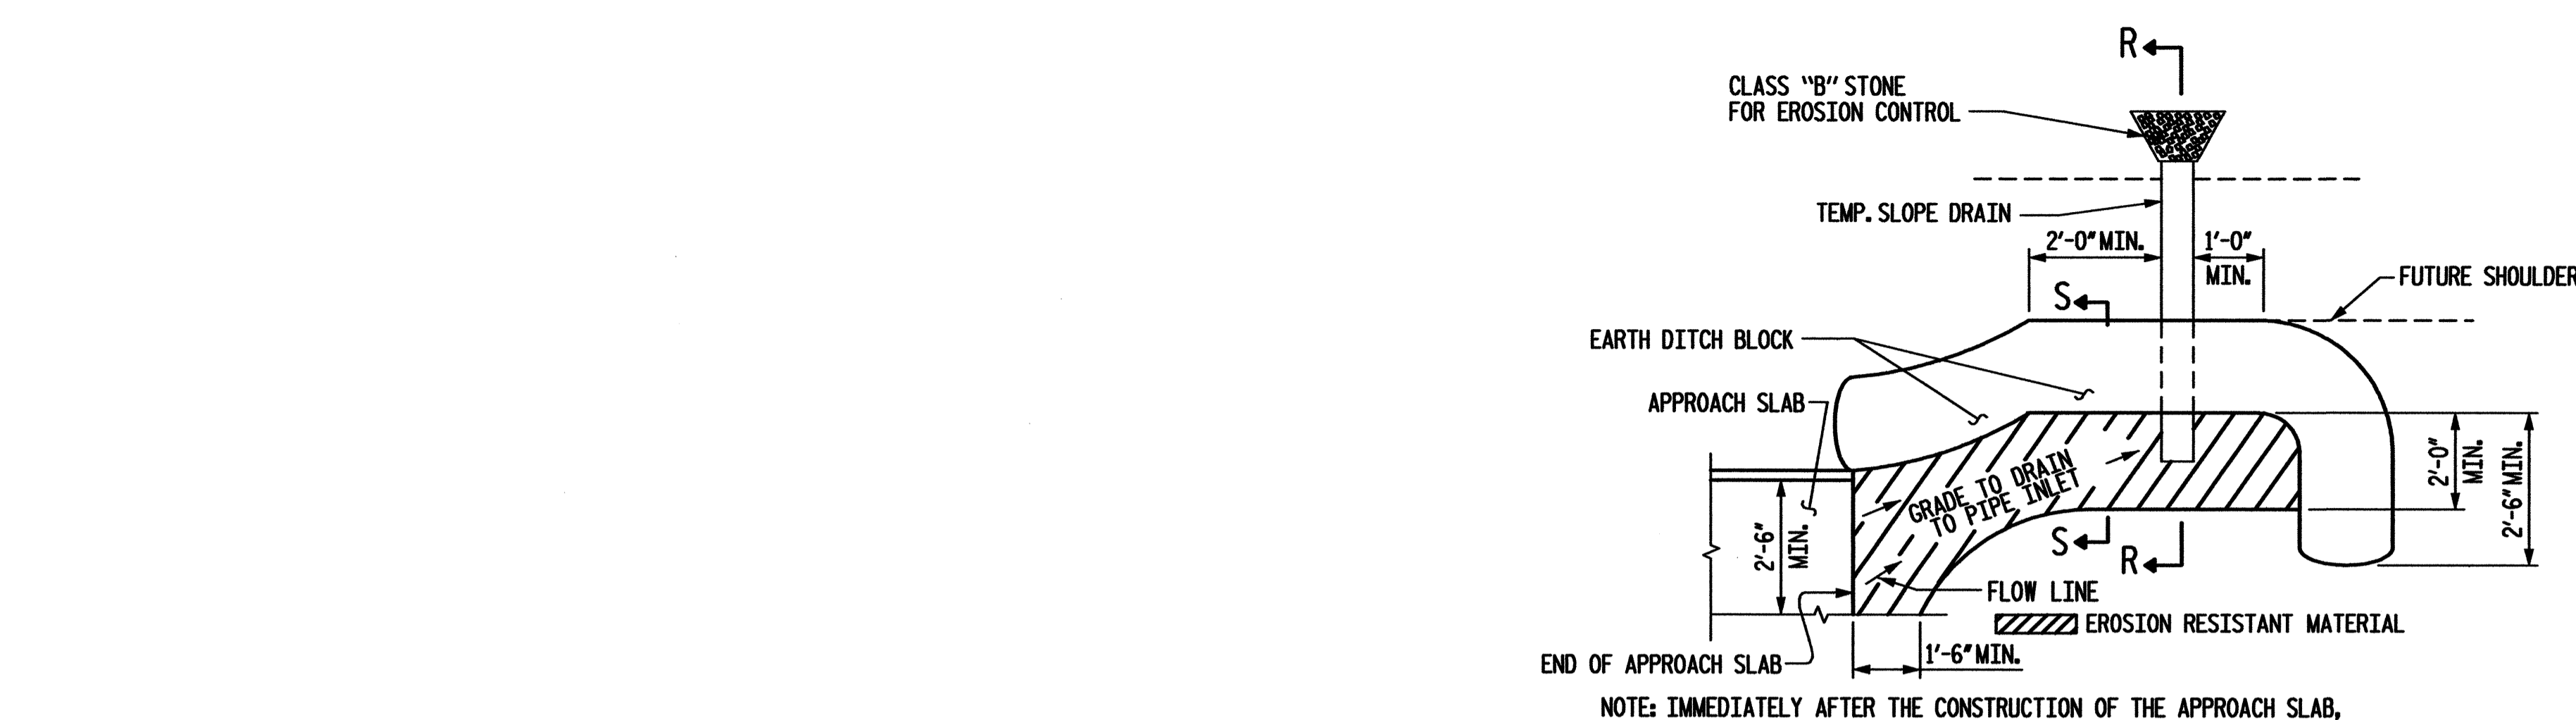 R
CLASS "B" STONE
FOR EROSION CONTROL
TEMP. SLOPE DRAIN
2'-0" MIN.
1'-0"
MIN.
FUTURE SHOULDER
S
EARTH DITCH BLOCK
APPROACH SLAB
2'-0"
MIN.
2'-6" MIN.
GRADE TO DRAIN
TO PIPE INLET
2'-6"
MIN.
S
R
FLOW LINE
EROSION RESISTANT MATERIAL
END OF APPROACH SLAB
1'-6" MIN.
NOTE: IMMEDIATELY AFTER THE CONSTRUCTION OF THE APPROACH SLAB,